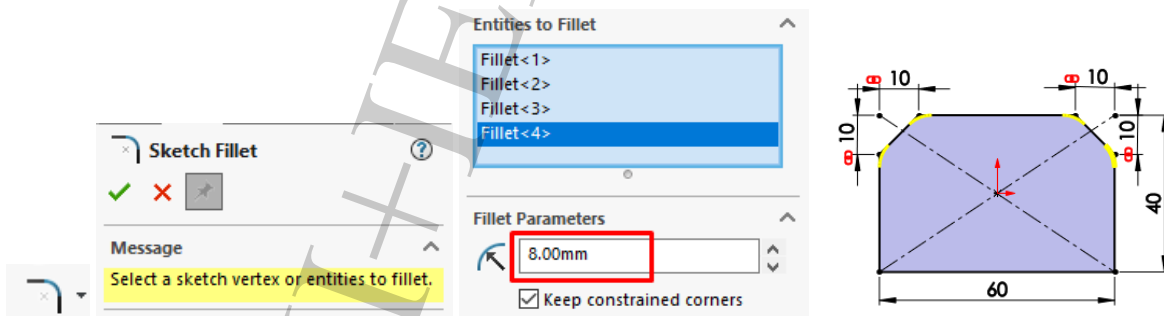 Sketch Fillet
Message
Select a sketch vertex or entities to fillet.
Entities to Fillet
Fillet<1>
Fillet<2>
Fillet<3>
Fillet<4>
Fillet Parameters
8.00mm
Keep constrained corners
10
10
10
10
40
60